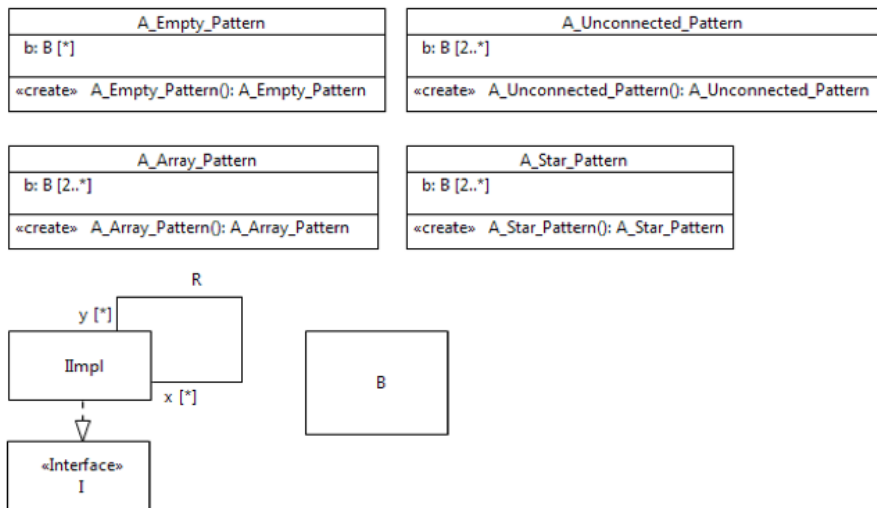 A_Empty_Pattern
b: B [*]
«create» A_Empty_Pattern(): A_Empty_Pattern
A_Unconnected_Pattern
b: B [2..*]
«create» A_Unconnected_Pattern(): A_Unconnected_Pattern
A_Array_Pattern
b: B [2..*]
«create» A_Array_Pattern(): A_Array_Pattern
A_Star_Pattern
b: B [2..*]
«create» A_Star_Pattern(): A_Star_Pattern
R
y [*]
IImpl
x [*]
B
«Interface»
I